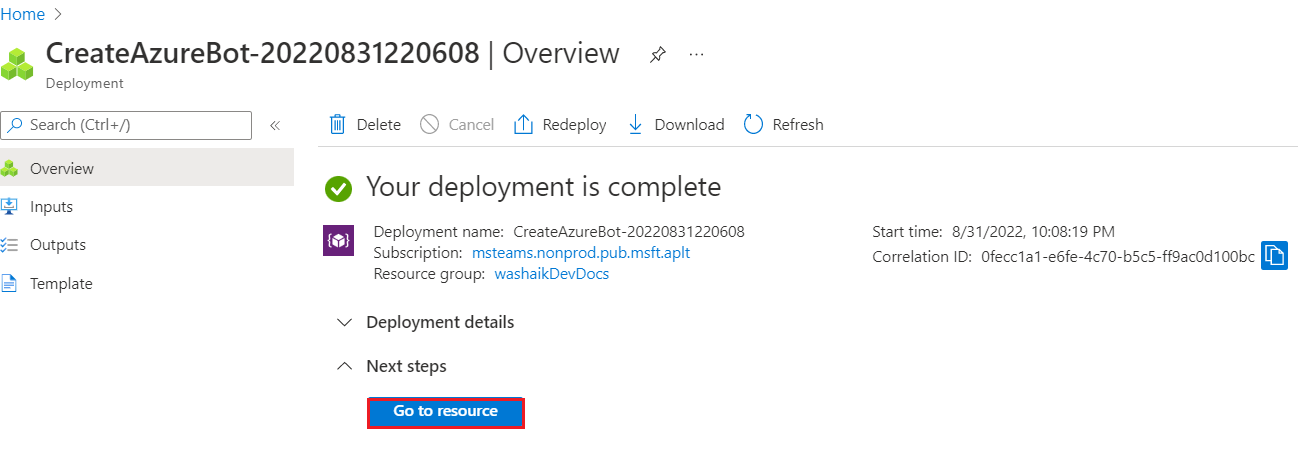 Home
CreateAzureBot-20220831220608 | Overview
Deployment
Search (Ctrl+/)
Overview
Inputs
Outputs
Template
Delete
Cancel
Redeploy
Download
Refresh
Your deployment is complete
Deployment name: CreateAzureBot-20220831220608
Subscription: msteams.nonprod.pub.msft.aplt
Resource group: washaikDevDocs
Start time: 8/31/2022, 10:08:19 PM
Correlation ID: 0fecc1a1-e6fe-4c70-b5c5-ff9ac0d100bc
Deployment details
Next steps
Go to resource